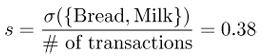 s = σ({Bread, Milk}) / # of transactions = 0.38